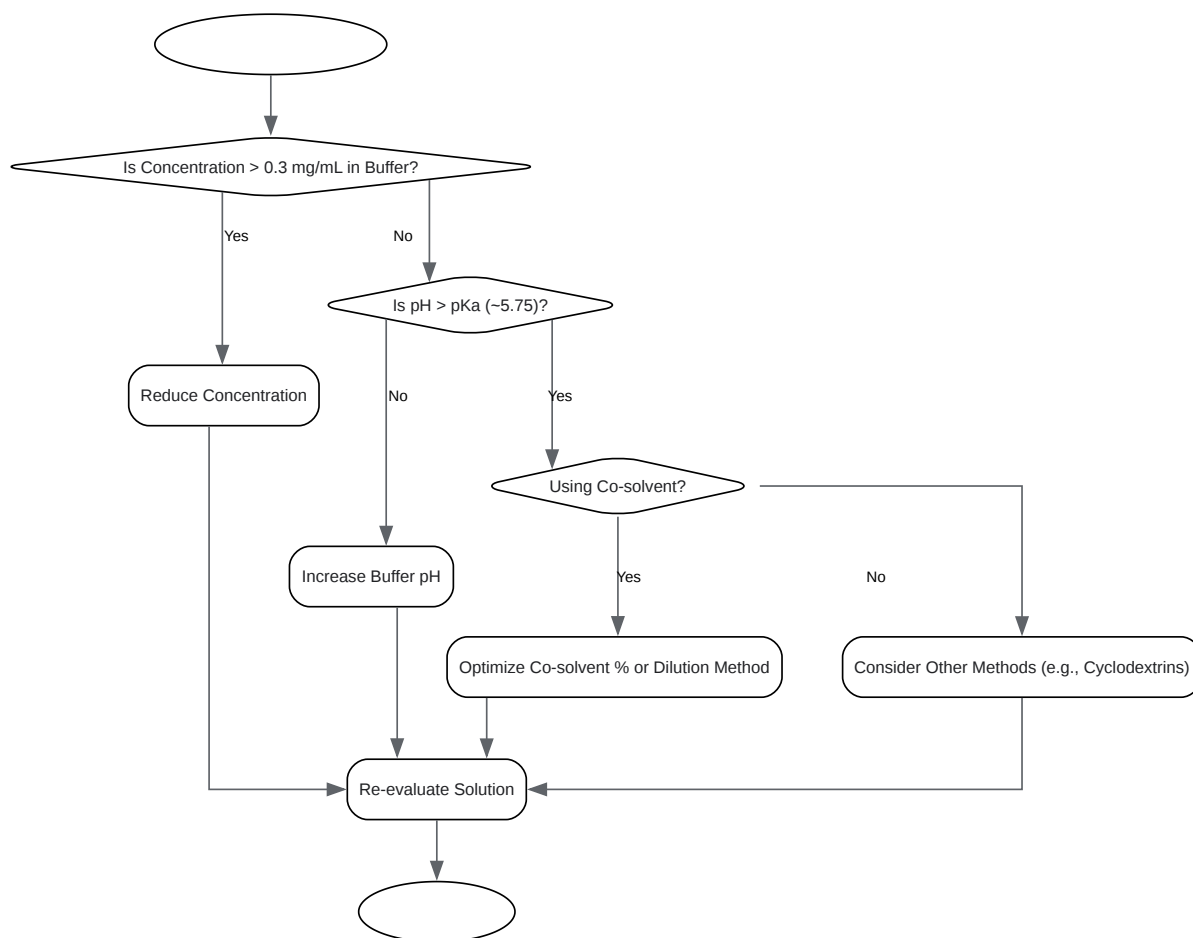 Is Concentration > 0.3 mg/mL in Buffer?
Yes
No
Is pH > pKa (~5.75)?
Reduce Concentration
No
Yes
Using Co-solvent?
Increase Buffer pH
Yes
No
Optimize Co-solvent % or Dilution Method
Consider Other Methods (e.g., Cyclodextrins)
Re-evaluate Solution